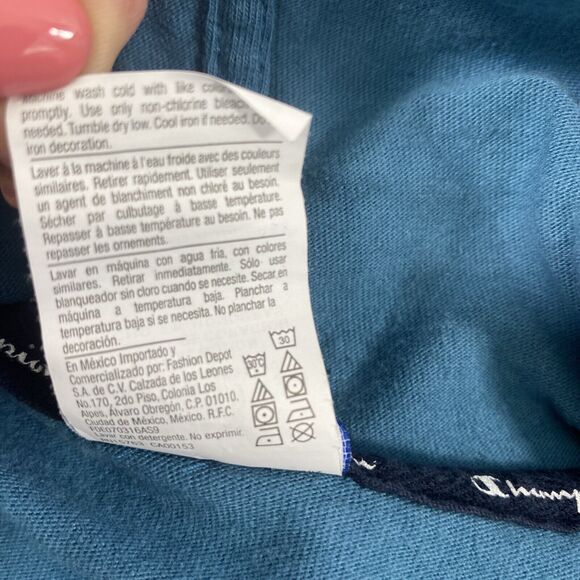 Machine wash cold with like colors
promptly. Use only non-chlorine bleach
needed. Tumble dry low. Cool iron if needed. Do
iron decoration.
Laver à la machine à l'eau froide avec des couleurs
similaires. Retirer rapidement. Utiliser seulement
un agent de blanchiment non chloré au besoin.
Sécher par culbutage à basse température.
Repasser à basse température au besoin. Ne pas
repasser les ornements.
Lavar en máquina con agua fria, con colores
similares. Retirar inmediatamente. Sólo usar
blanqueador sin cloro cuando se necesite. Secar en
máquina a temperatura baja. Planchar a
temperatura baja si se necesita. No planchar la
decoración.
En México Importado y
Comercializado por: Fashion Depot
S.A. de C.V. Calzada de los Leones
No.170, 2do Piso, Colonia Los
Alpes, Álvaro Obregón, C.P. 01010.
Ciudad de México, México. R.F.C.
FDE070316AS9
Lavar con detergente. No exprimir.
CA00153
30
Champ